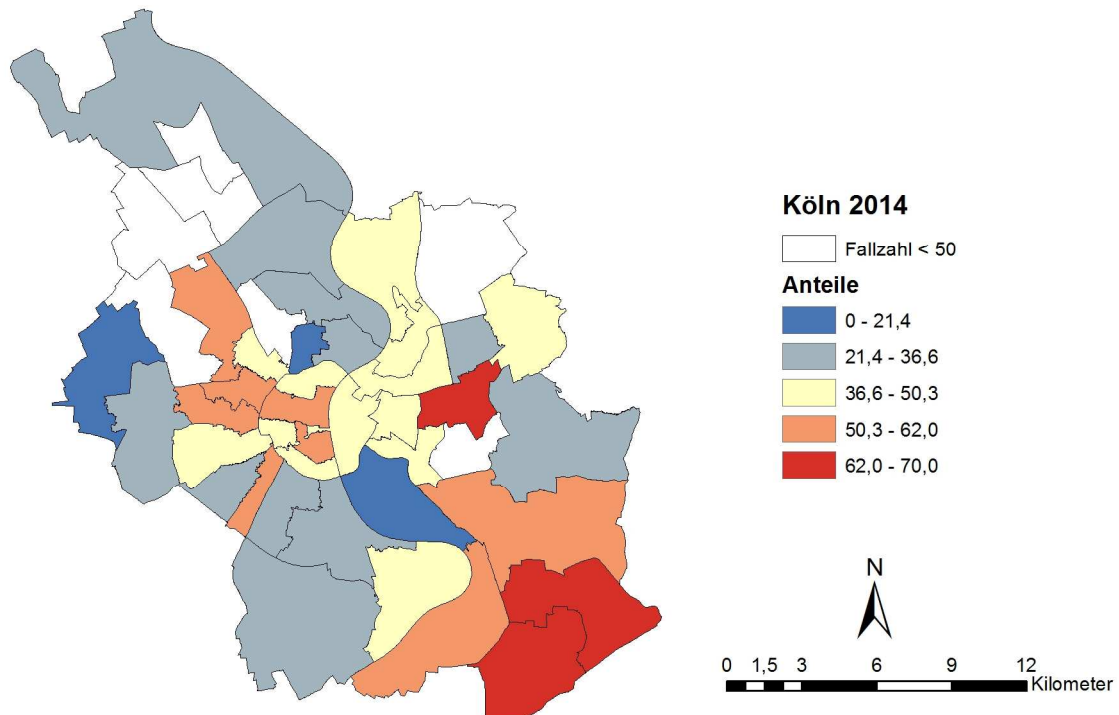 Köln 2014
Fallzahl < 50
Anteile
0 - 21,4
21,4 - 36,6
36,6 - 50,3
50,3 - 62,0
62,0 - 70,0
N
0 1,5 3 6 9 12
Kilometer